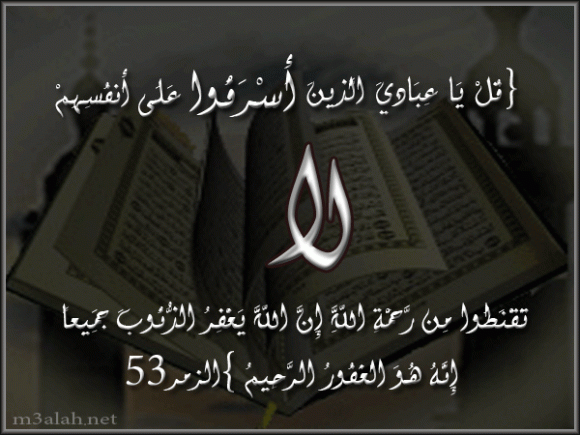 {قُلْ يَا عِبَادِيَ الَّذِينَ أَسْرَفُوا عَلَى أَنفُسِهِمْ
لا
تَقْنَطُوا مِن رَّحْمَةِ اللَّهِ إِنَّ اللَّهَ يَغْفِرُ الذُّنُوبَ جَمِيعاً
إِنَّهُ هُوَ الْغَفُورُ الرَّحِيمُ }الزمر53
m3alah.net